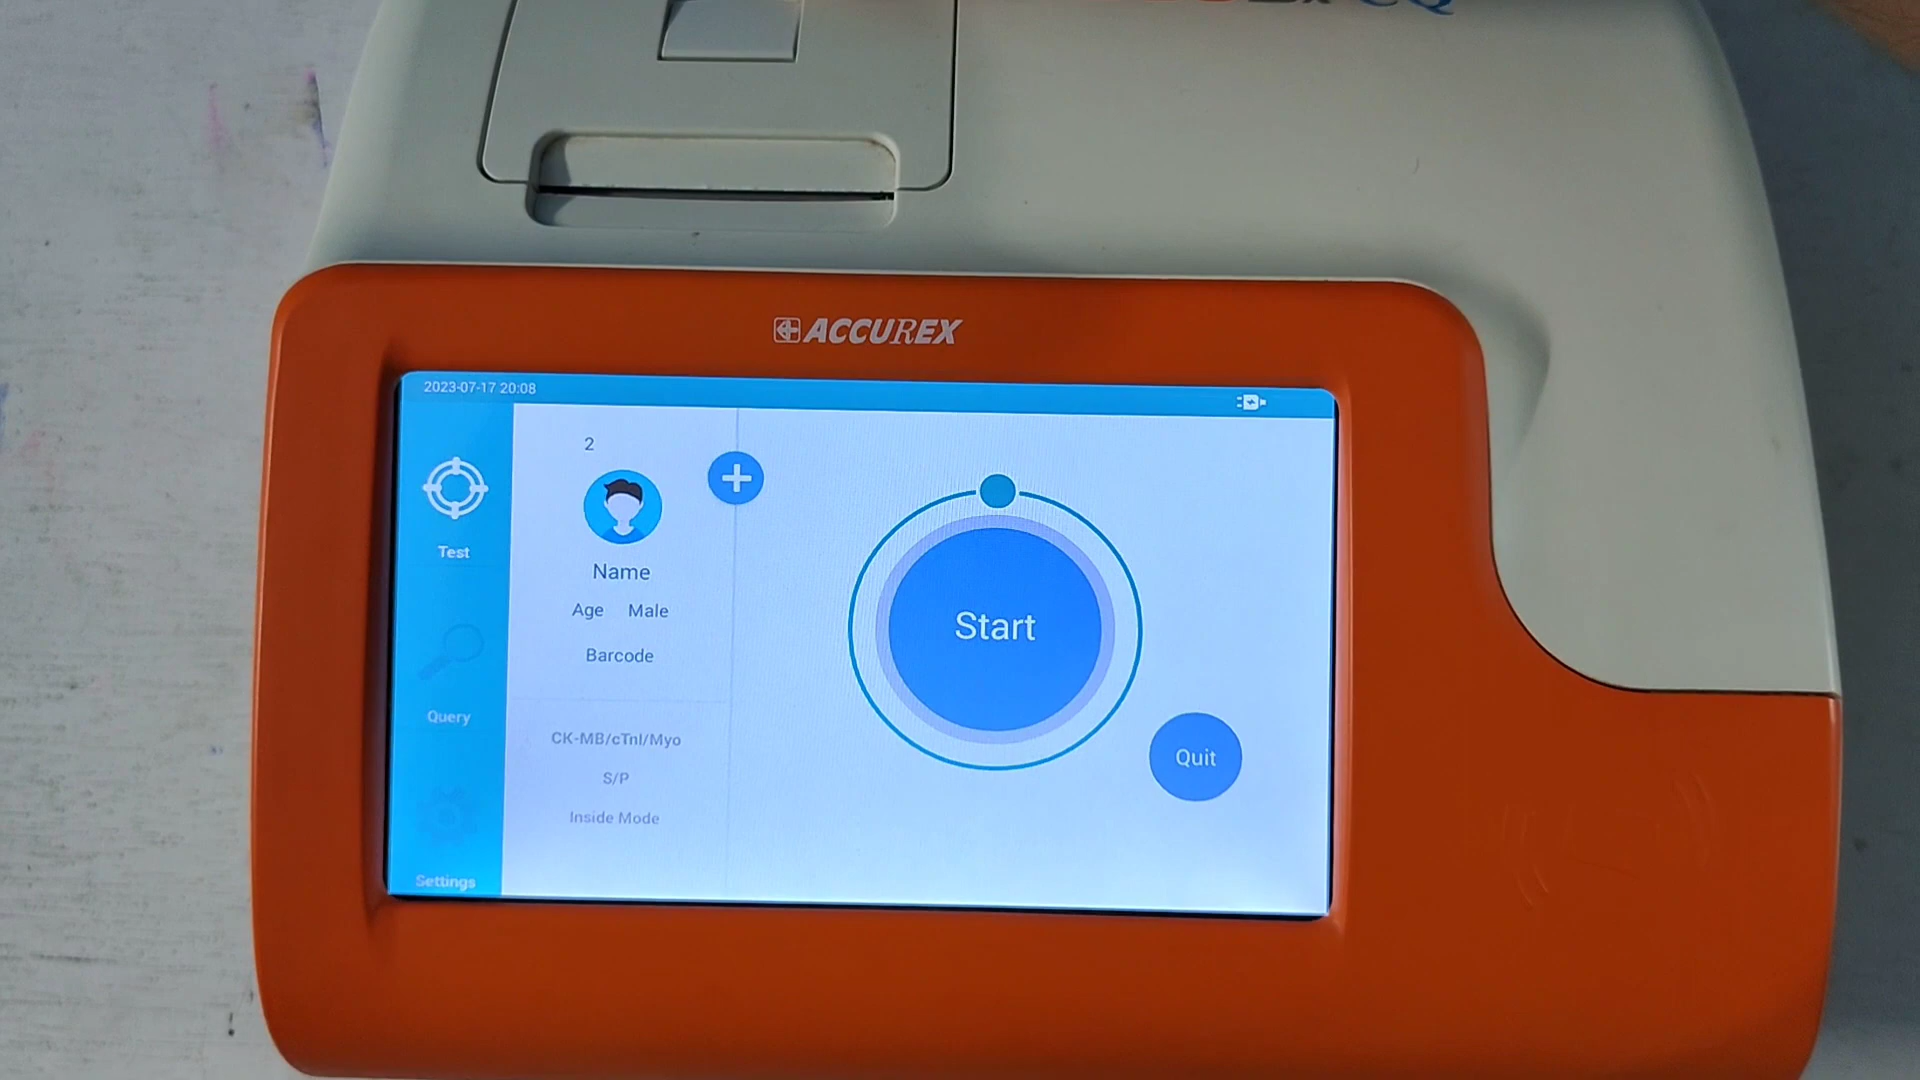 ACCUREX
2023-07-17 20:08
Test
Query
Settings
2
Name
Age Male
Barcode
CK-MB/cTnI/Myo
S/P
Inside Mode
Start
Quit